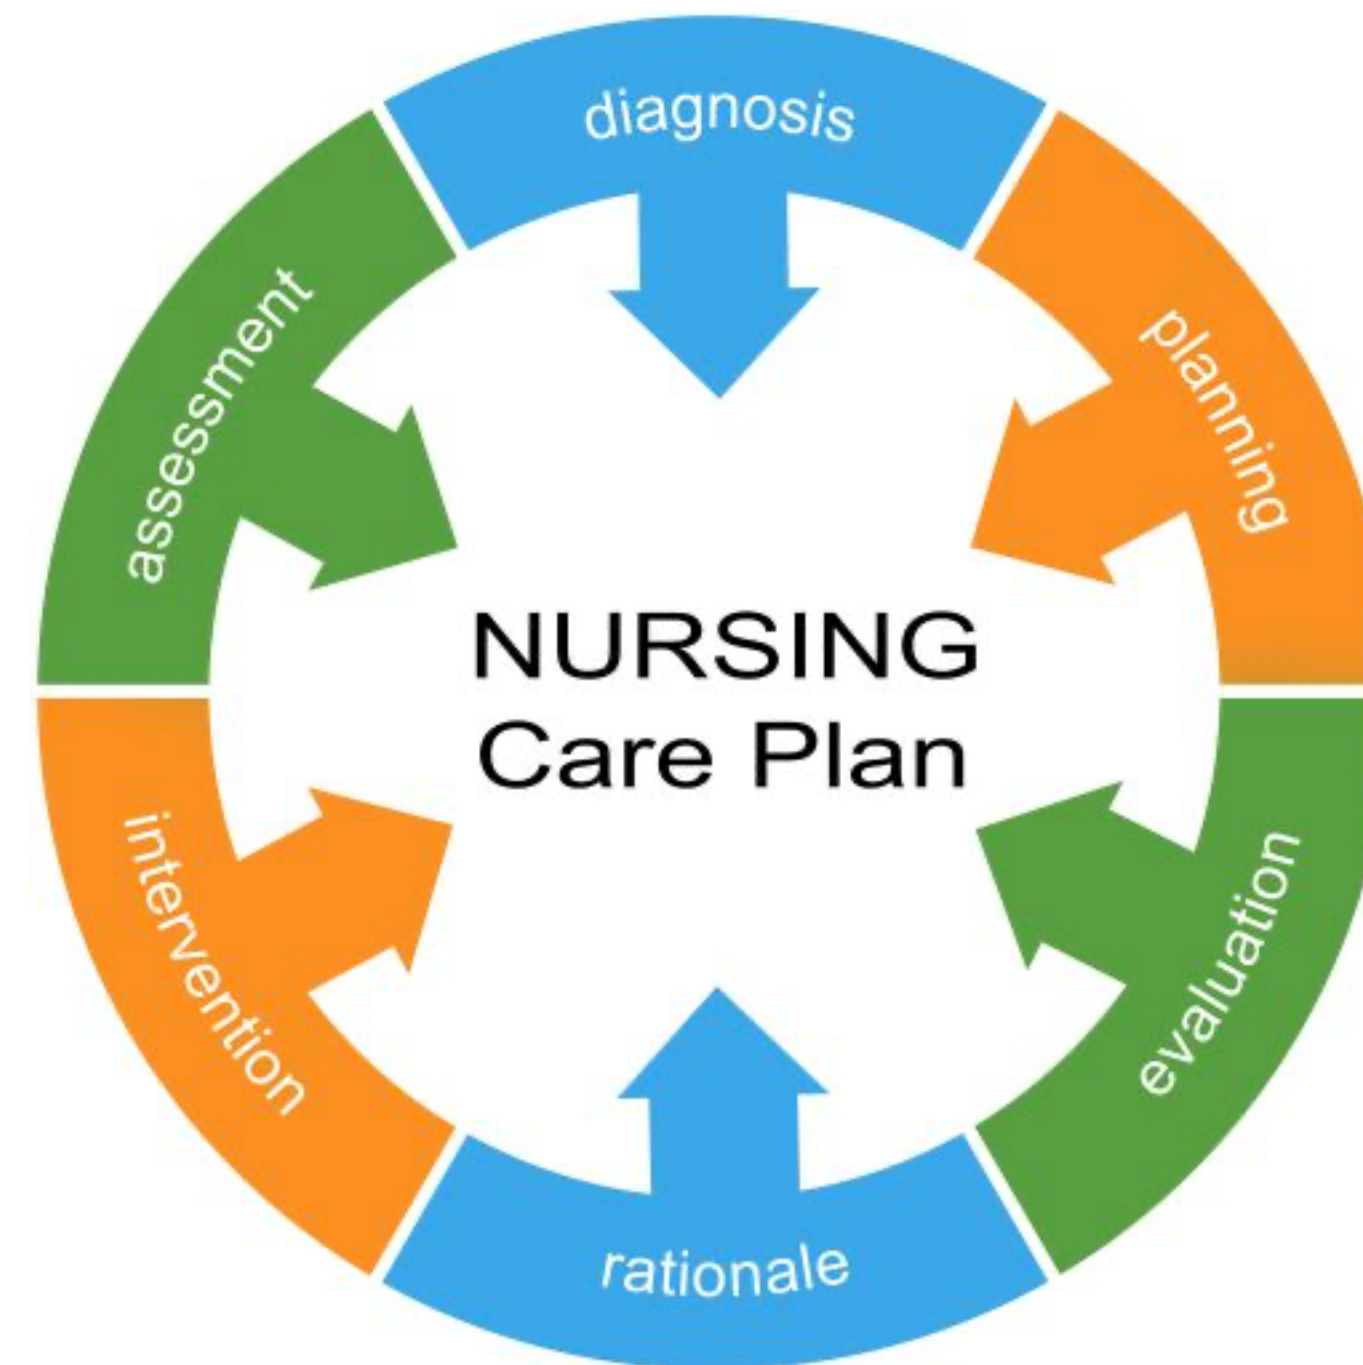 diagnosis
planning
evaluation
rationale
intervention
assessment
NURSING
Care Plan